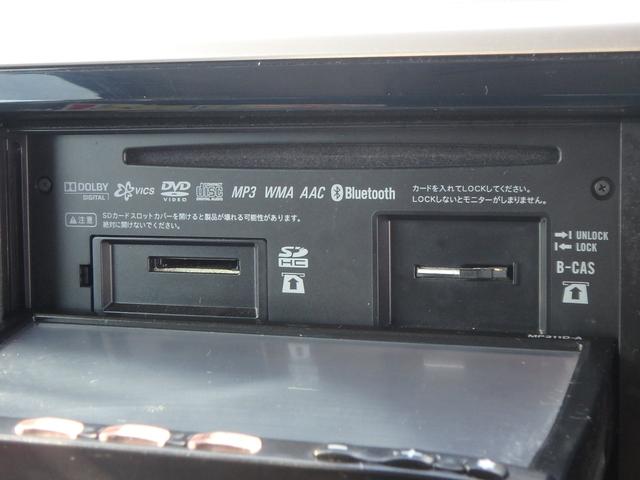 DOLBY DIGITAL VICS DVD VIDEO COMPACT disc DIGITAL AUDIO MP3 WMA AAC Bluetooth
カードを入れてLOCKしてください。
LOCKしないとモニターがしまりません。
注意 SDカードスロットカバーを開けると製品が壊れる可能性があります。
絶対に開けないでください。
SD HC
UNLOCK
LOCK
B-CAS
MP311D-A